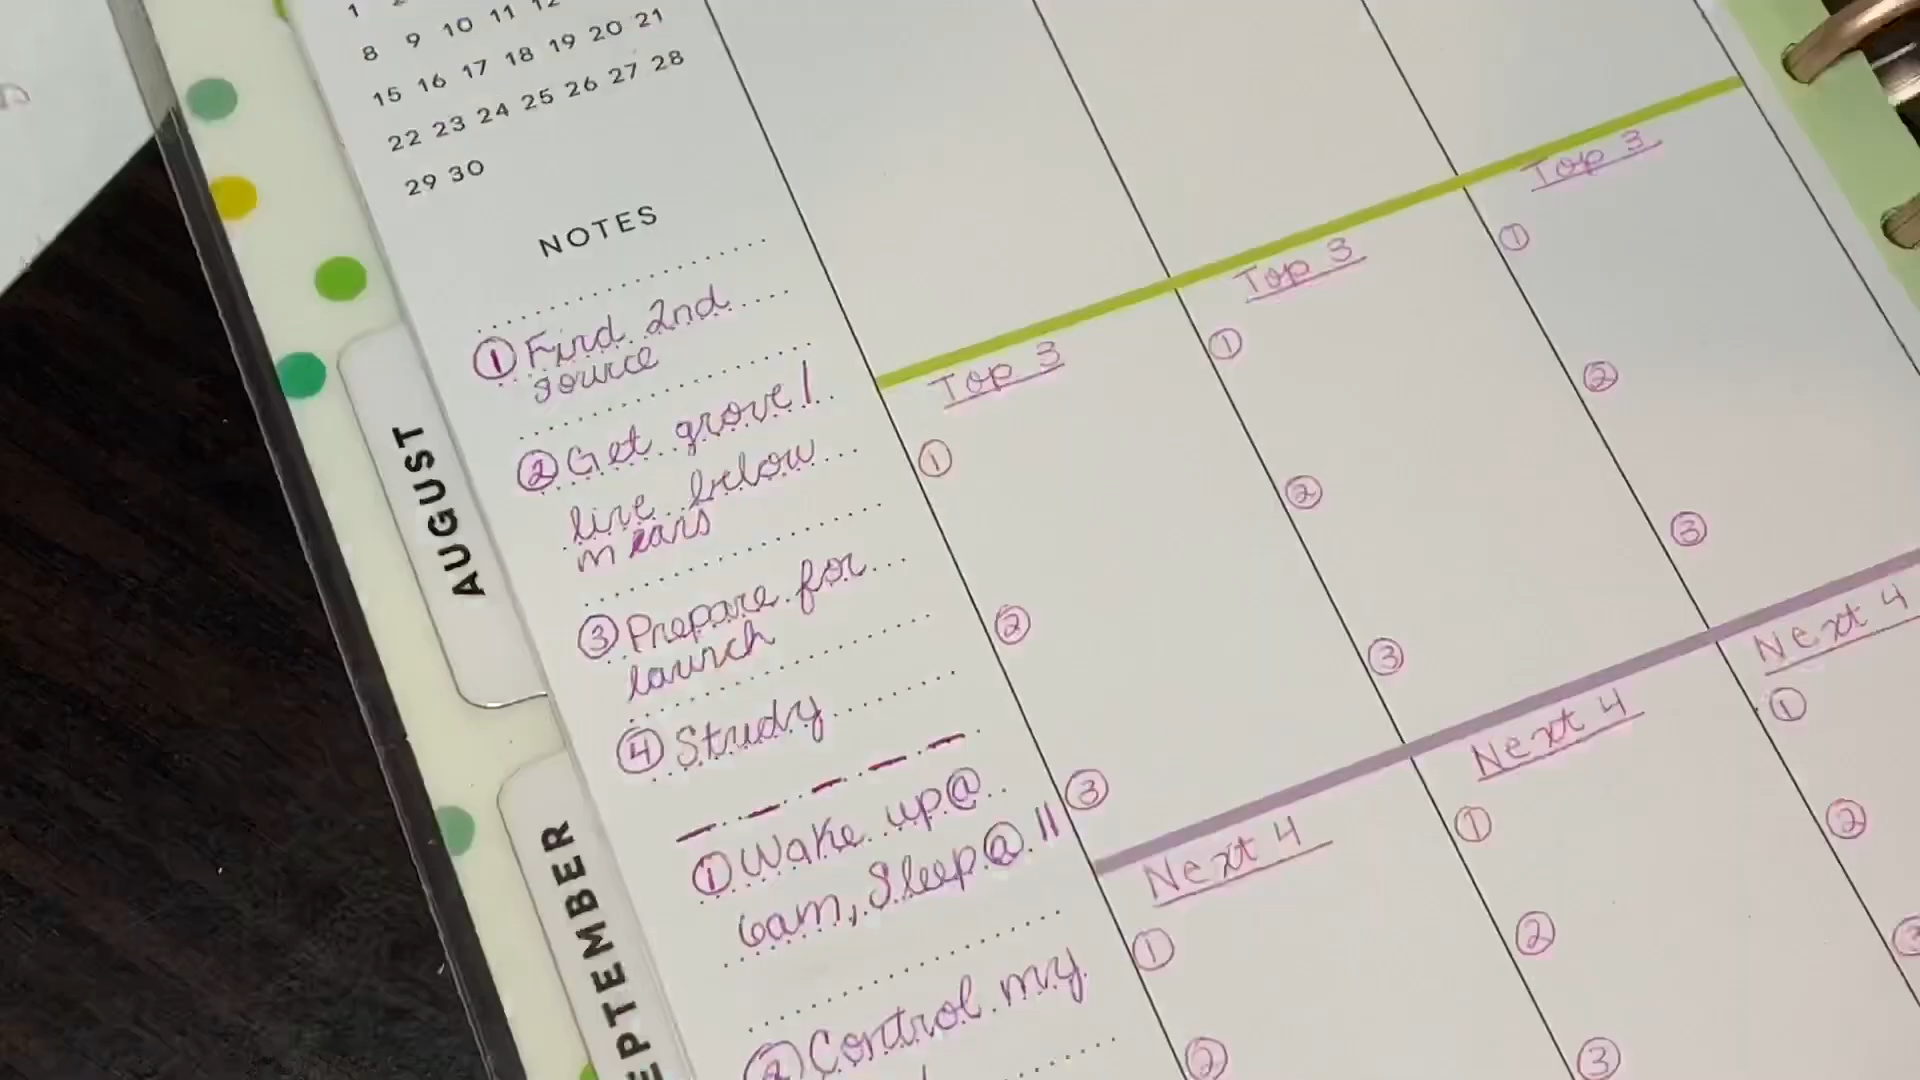 1
8 9 10 11 12
15 16 17 18 19 20 21
22 23 24 25 26 27 28
29 30
NOTES
① Find 2nd
source
② Get grove!
live below
means
③ Prepare for
launch
④ Study
① Wake up @
6am, Sleep @ 11
② Control my
AUGUST
EPTEMBER
Top 3
①
②
③
Next 4
①
②
Top 3
①
②
③
Next 4
①
②
③
Top 3
①
②
③
Next 4
①
②